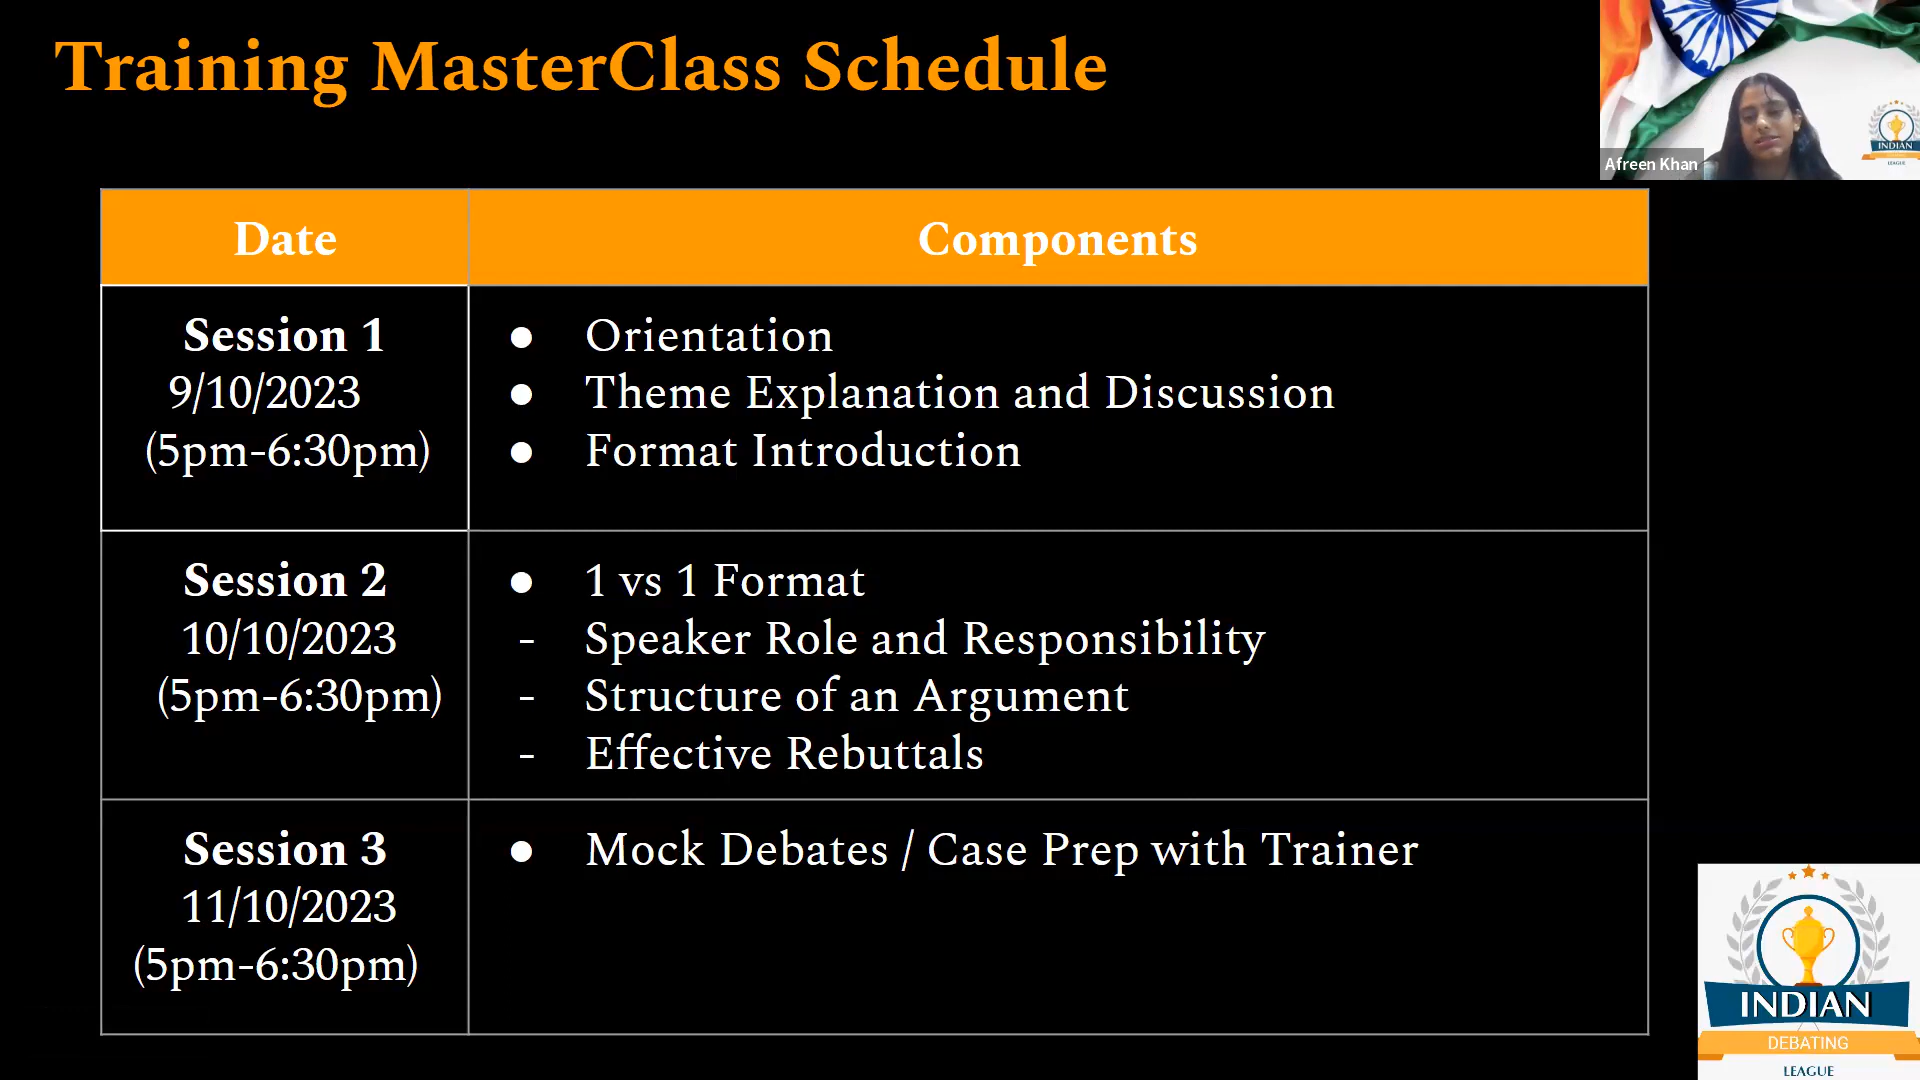 Training MasterClass Schedule
Afreen Khan
INDIAN
LEAGUE
Date
Components
Session 1
9/10/2023
(5pm-6:30pm)
● Orientation
● Theme Explanation and Discussion
● Format Introduction
Session 2
10/10/2023
(5pm-6:30pm)
● 1 vs 1 Format
- Speaker Role and Responsibility
- Structure of an Argument
- Effective Rebuttals
Session 3
11/10/2023
(5pm-6:30pm)
● Mock Debates / Case Prep with Trainer
INDIAN
DEBATING
LEAGUE